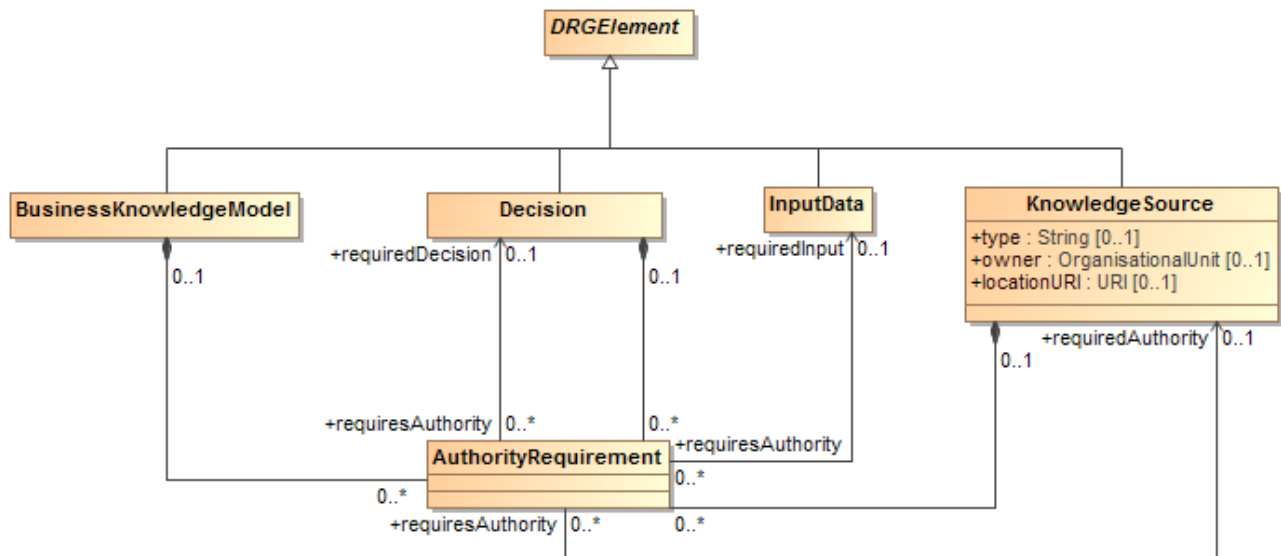 DRGElement
BusinessKnowledgeModel
Decision
InputData
KnowledgeSource
+type : String [0..1]
+owner : OrganisationalUnit [0..1]
+locationURI : URI [0..1]
0..1
+requiredDecision 0..1
0..1
+requiredInput 0..1
+requiredAuthority 0..1
0..1
+requiresAuthority 0..*
0..*
+requiresAuthority
0..*
AuthorityRequirement
0..*
+requiresAuthority 0..*
0..*